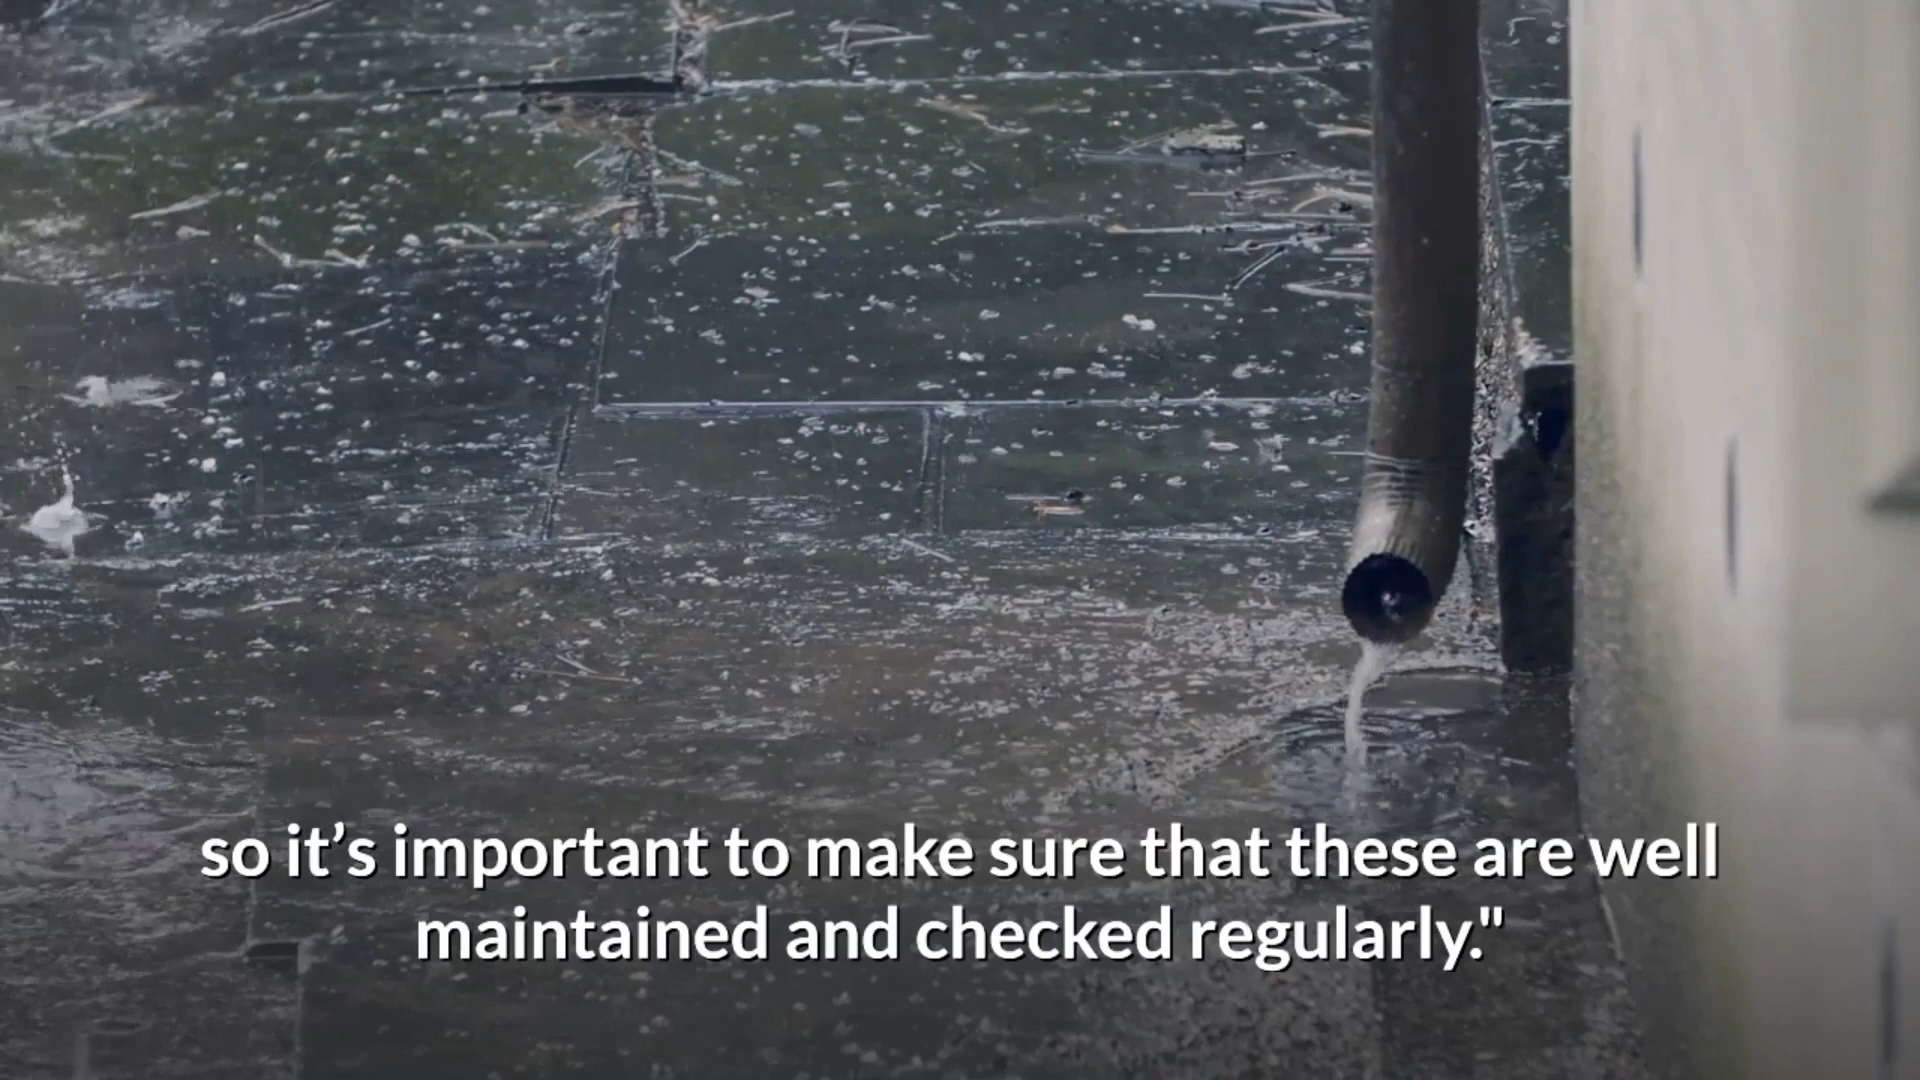 so it’s important to make sure that these are well
maintained and checked regularly."